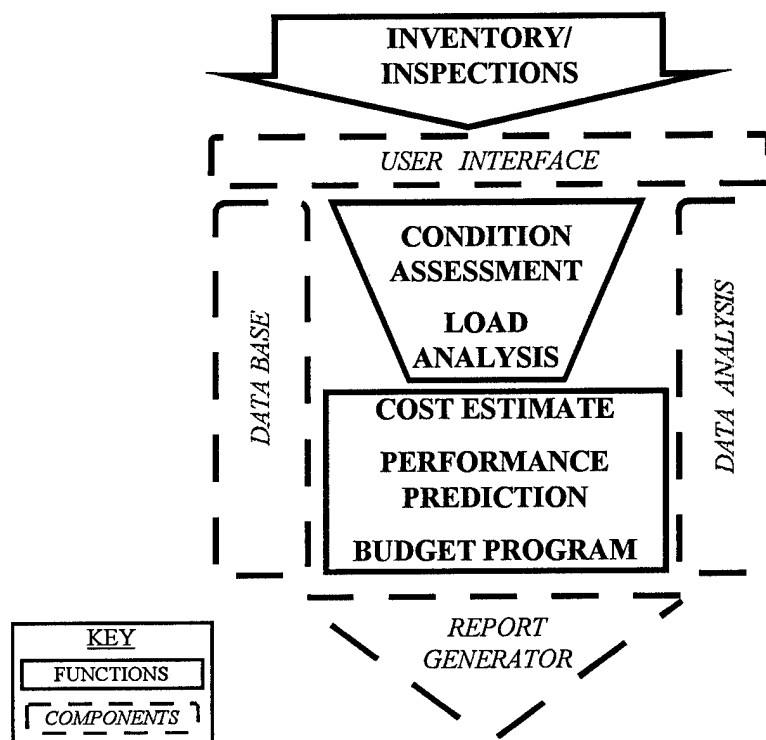 INVENTORY/
INSPECTIONS
USER INTERFACE
CONDITION
ASSESSMENT
LOAD
ANALYSIS
DATA BASE
DATA ANALYSIS
COST ESTIMATE
PERFORMANCE
PREDICTION
BUDGET PROGRAM
REPORT
GENERATOR
KEY
FUNCTIONS
COMPONENTS